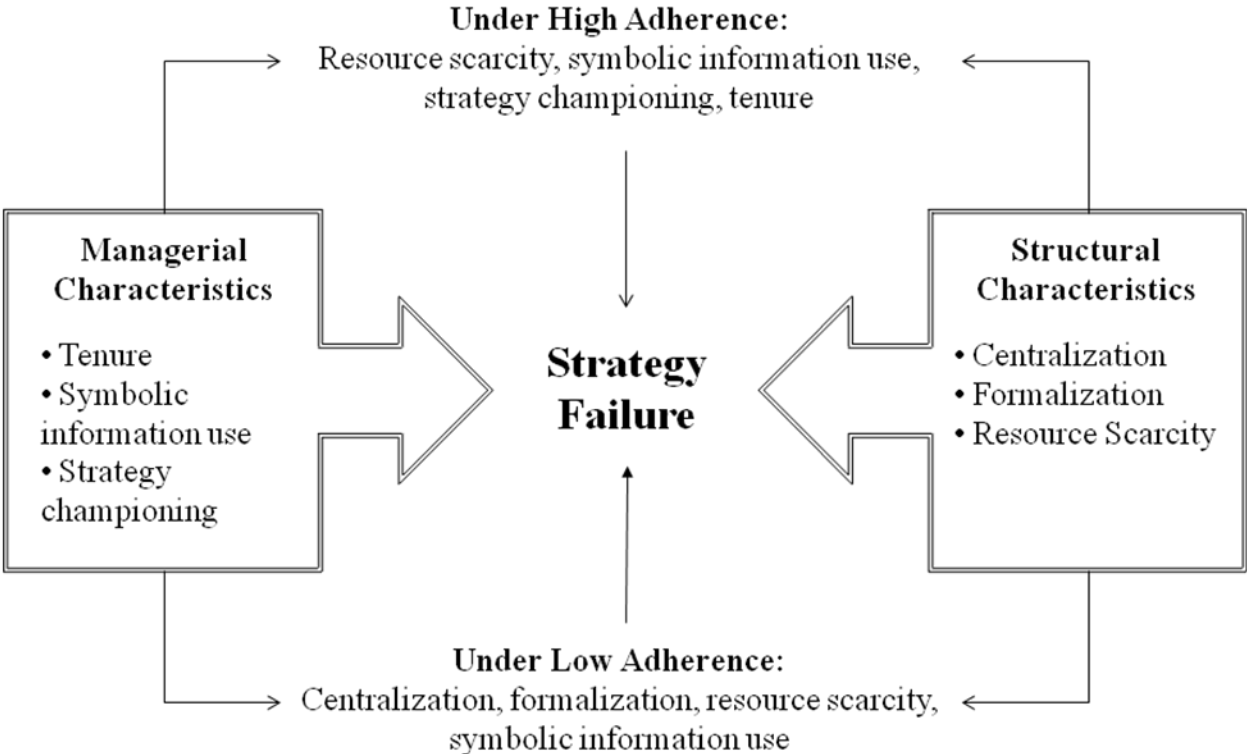 Under High Adherence:
Resource scarcity, symbolic information use,
strategy championing, tenure
Managerial
Characteristics
• Tenure
• Symbolic
information use
• Strategy
championing
Strategy
Failure
Structural
Characteristics
• Centralization
• Formalization
• Resource Scarcity
Under Low Adherence:
Centralization, formalization, resource scarcity,
symbolic information use